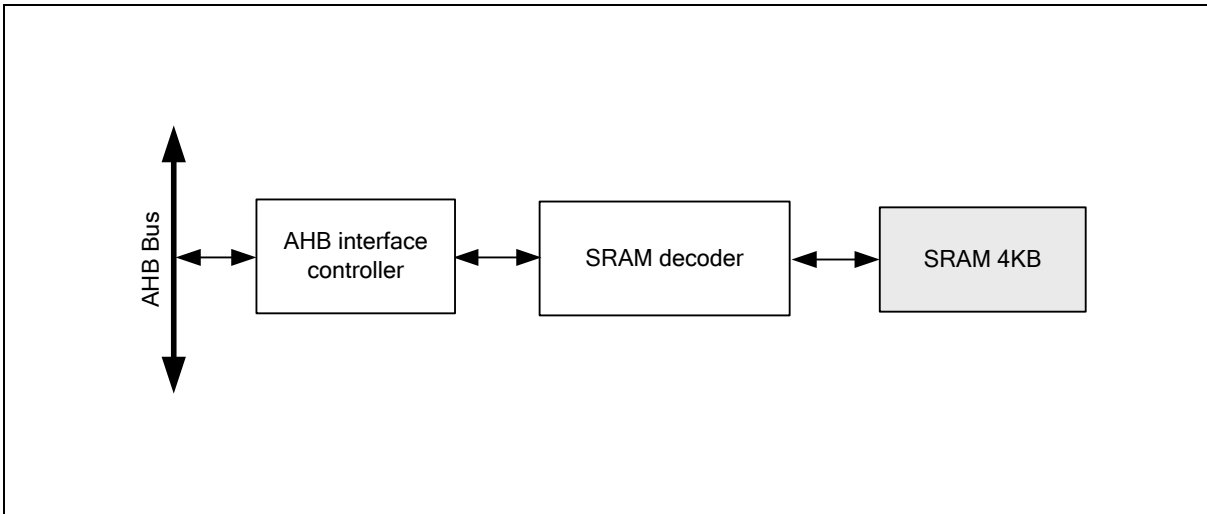 AHB Bus
AHB interface
controller
SRAM decoder
SRAM 4KB